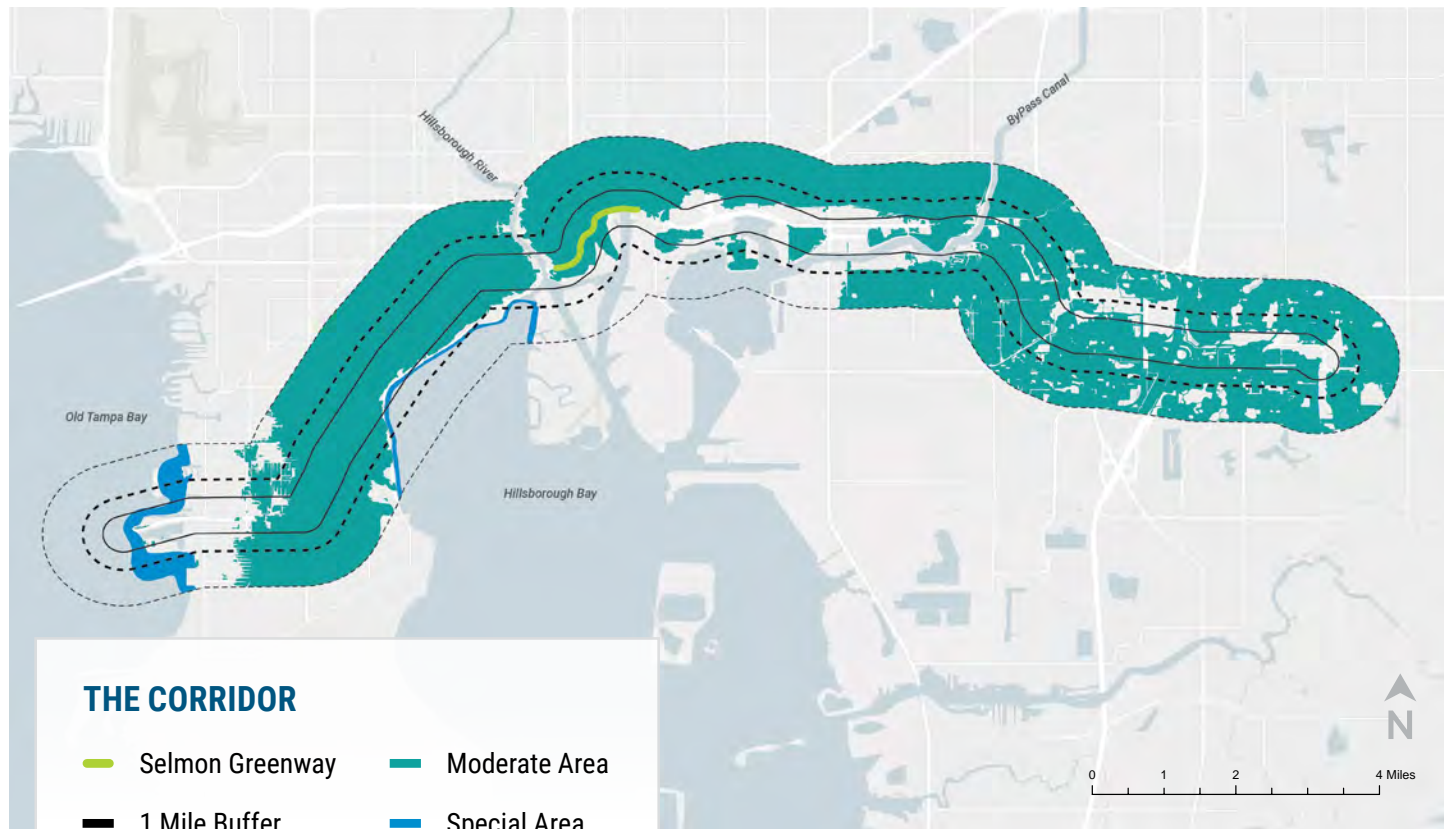 Hillsborough River
ByPass Canal
Old Tampa Bay
Hillsborough Bay
THE CORRIDOR
Selmon Greenway
Moderate Area
1 Mile Buffer
Special Area
N
0 1 2 4 Miles